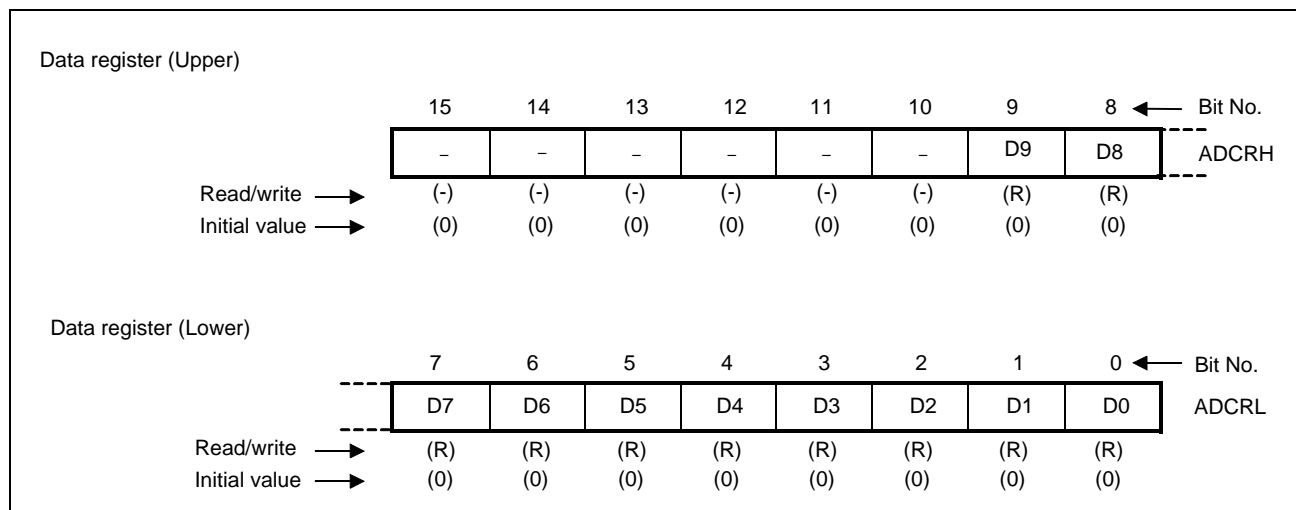 Data register (Upper)
15 14 13 12 11 10 9 8 Bit No.
– – – – – – D9 D8 ADCRH
Read/write (-) (-) (-) (-) (-) (-) (R) (R)
Initial value (0) (0) (0) (0) (0) (0) (0) (0)
Data register (Lower)
7 6 5 4 3 2 1 0 Bit No.
D7 D6 D5 D4 D3 D2 D1 D0 ADCRL
Read/write (R) (R) (R) (R) (R) (R) (R) (R)
Initial value (0) (0) (0) (0) (0) (0) (0) (0)